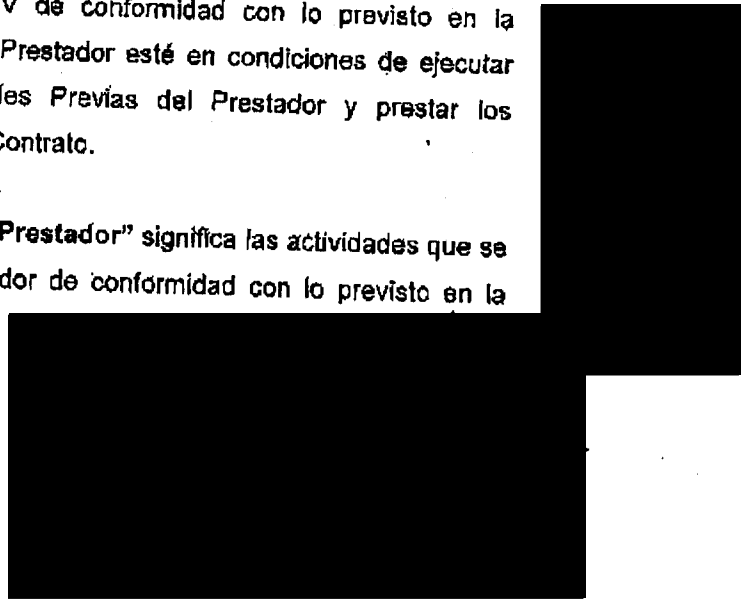 V de conformidad con lo previsto en la
Prestador esté en condiciones de ejecutar
les Previas del Prestador y prestar los
Contrato.
Prestador” significa las actividades que se
dor de conformidad con lo previsto en la